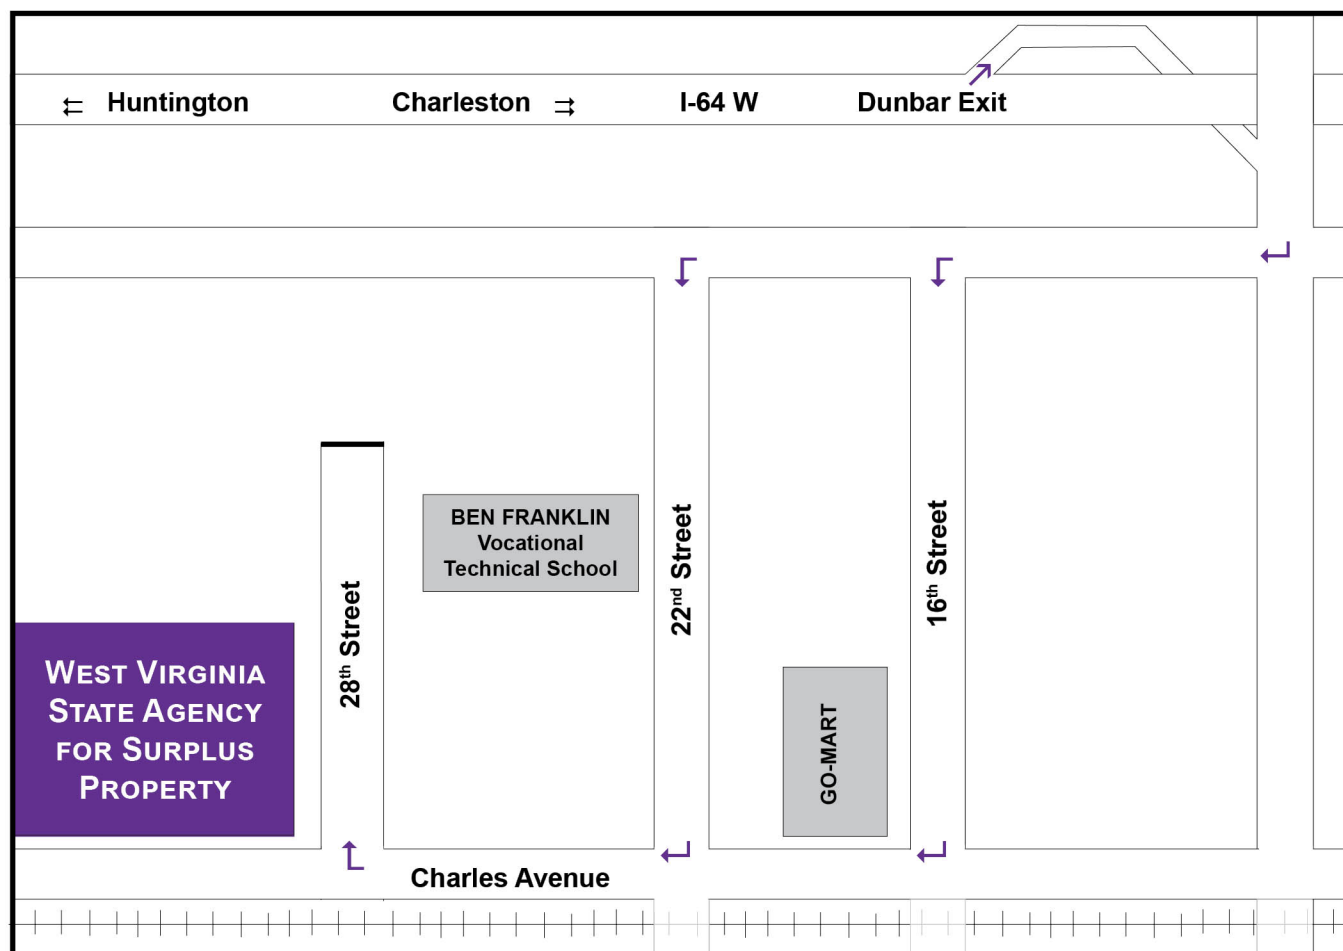 Huntington
Charleston
I-64 W
Dunbar Exit
BEN FRANKLIN
Vocational
Technical School
22nd Street
16th Street
28th Street
WEST VIRGINIA
STATE AGENCY
FOR SURPLUS
PROPERTY
GO-MART
Charles Avenue